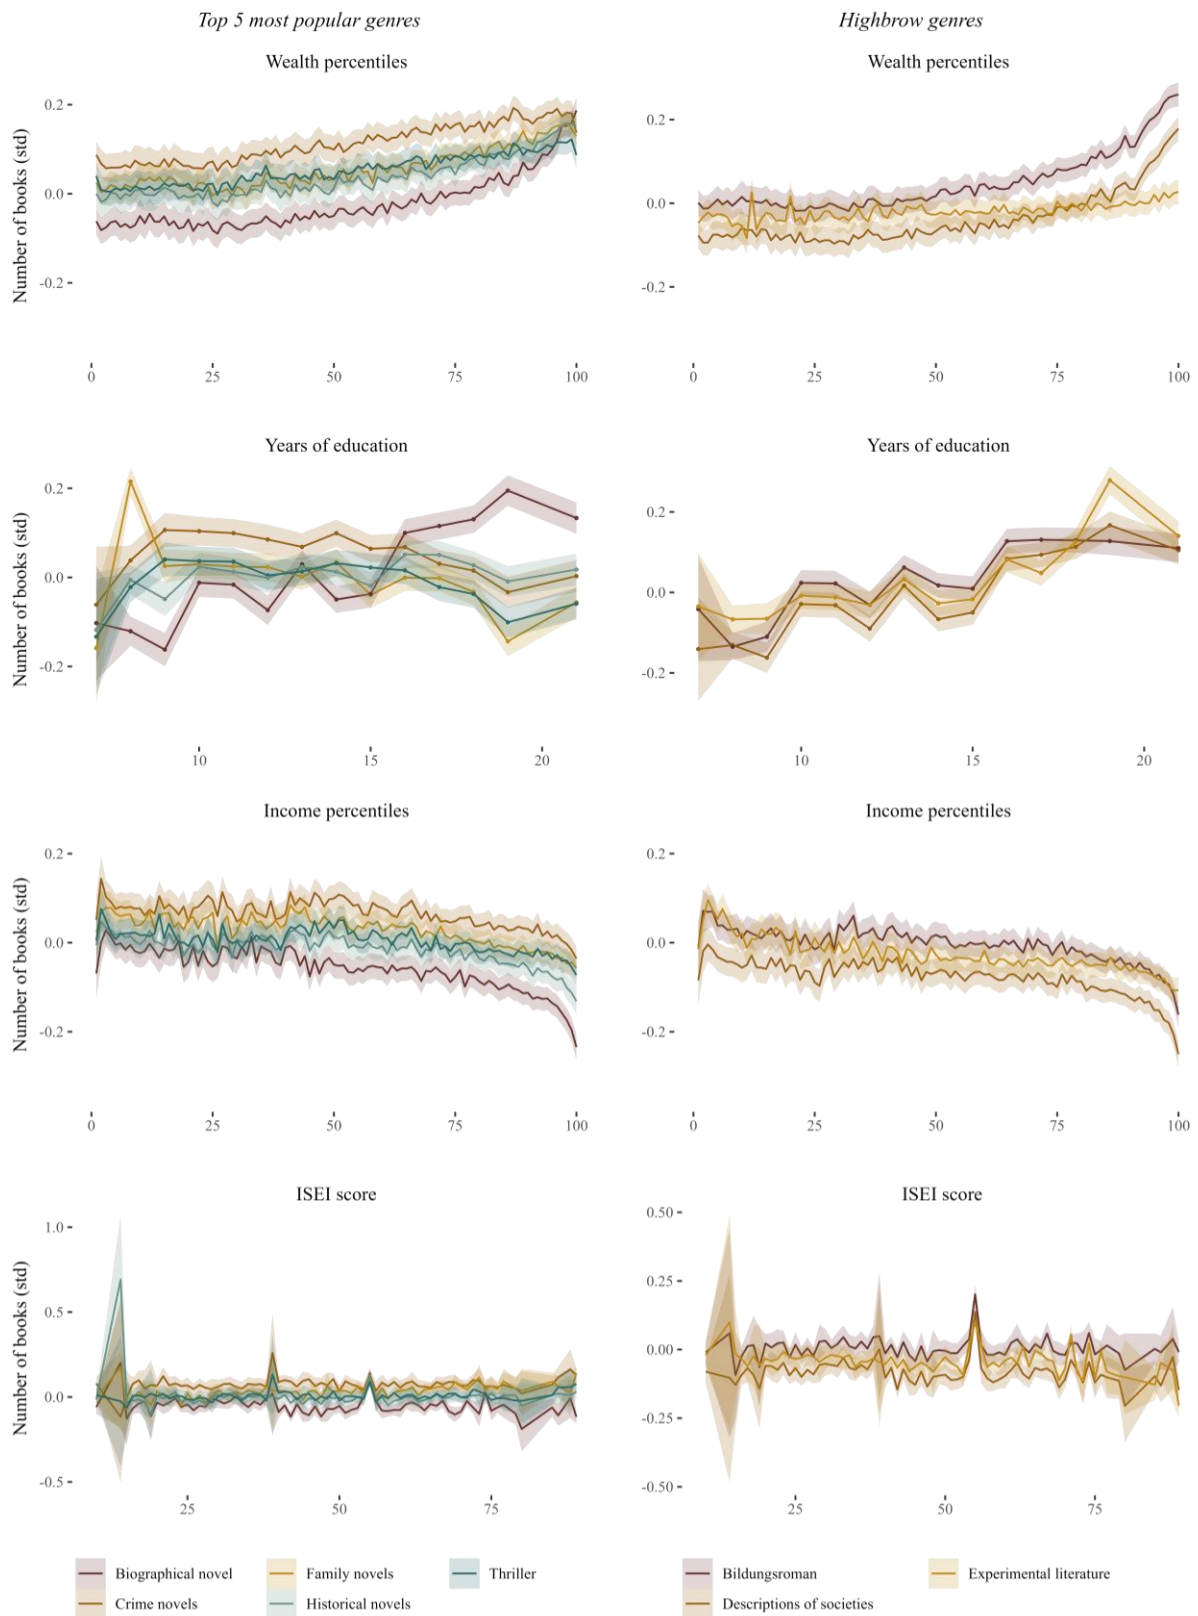 Top 5 most popular genres
Highbrow genres
Wealth percentiles
Wealth percentiles
Number of books (std)
0.2
0.0
-0.2
0 25 50 75 100
0.2
0.0
-0.2
0 25 50 75 100
Years of education
Years of education
Number of books (std)
0.2
0.0
-0.2
10 15 20
0.2
0.0
-0.2
10 15 20
Income percentiles
Income percentiles
Number of books (std)
0.2
0.0
-0.2
0 25 50 75 100
0.2
0.0
-0.2
0 25 50 75 100
ISEI score
ISEI score
Number of books (std)
1.0
0.5
0.0
-0.5
25 50 75
0.50
0.25
0.00
-0.25
-0.50
25 50 75
Biographical novel
Family novels
Thriller
Crime novels
Historical novels
Bildungsroman
Experimental literature
Descriptions of societies